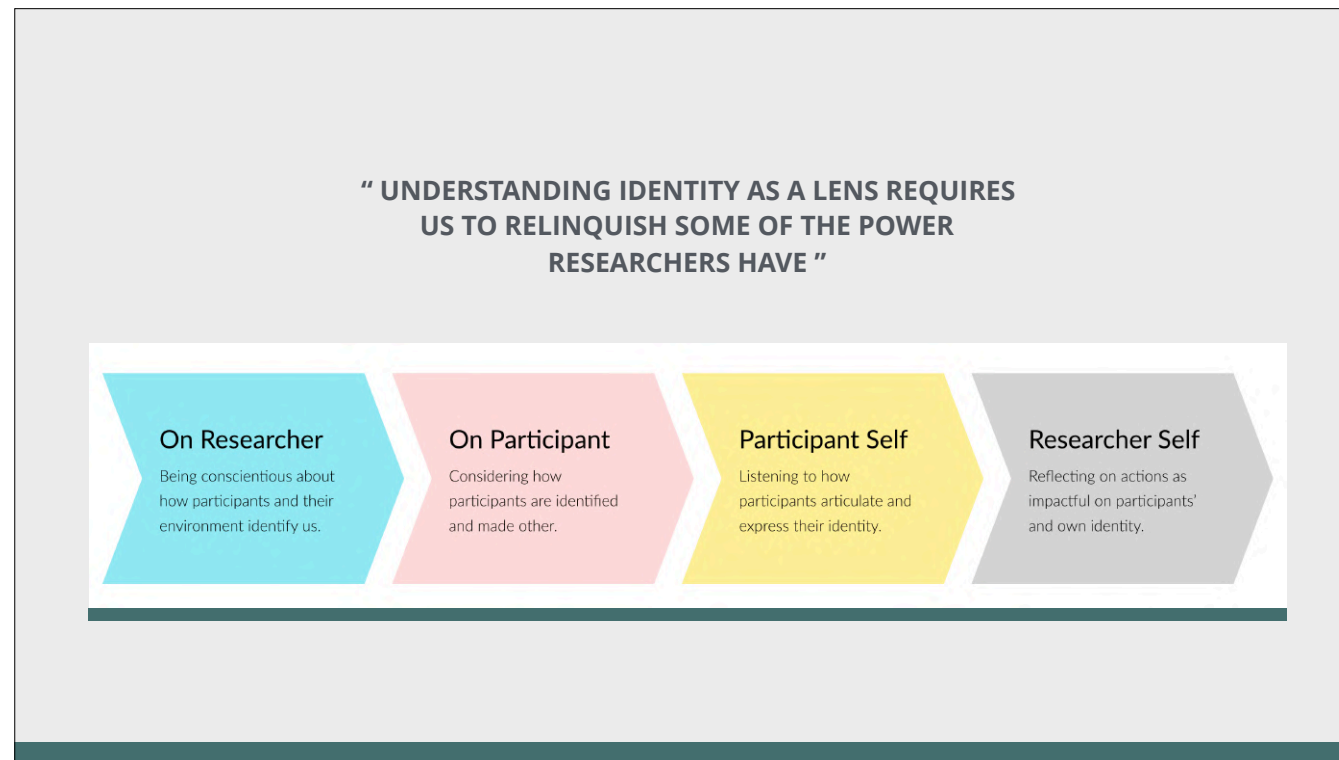 “ UNDERSTANDING IDENTITY AS A LENS REQUIRES
US TO RELINQUISH SOME OF THE POWER
RESEARCHERS HAVE ”
On Researcher
Being conscientious about
how participants and their
environment identify us.
On Participant
Considering how
participants are identified
and made other.
Participant Self
Listening to how
participants articulate and
express their identity.
Researcher Self
Reflecting on actions as
impactful on participants’
and own identity.